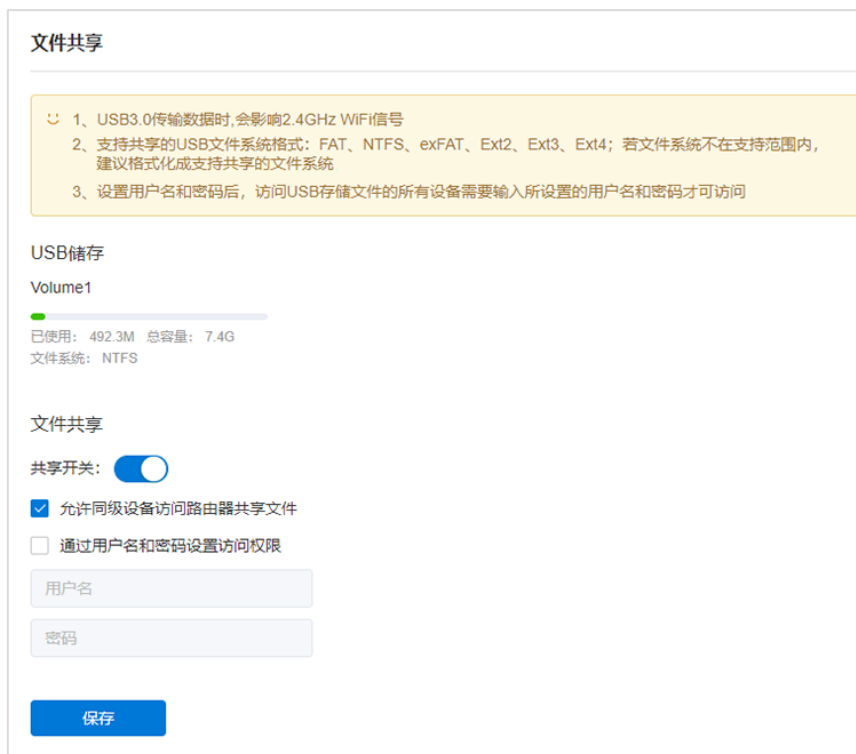 文件共享
1、USB3.0传输数据时,会影响2.4GHz WiFi信号
2、支持共享的USB文件系统格式：FAT、NTFS、exFAT、Ext2、Ext3、Ext4；若文件系统不在支持范围内，
建议格式化成支持共享的文件系统
3、设置用户名和密码后，访问USB存储文件的所有设备需要输入所设置的用户名和密码才可访问
USB储存
Volume1
已使用： 492.3M 总容量： 7.4G
文件系统： NTFS
文件共享
共享开关：
允许同级设备访问路由器共享文件
通过用户名和密码设置访问权限
用户名
密码
保存